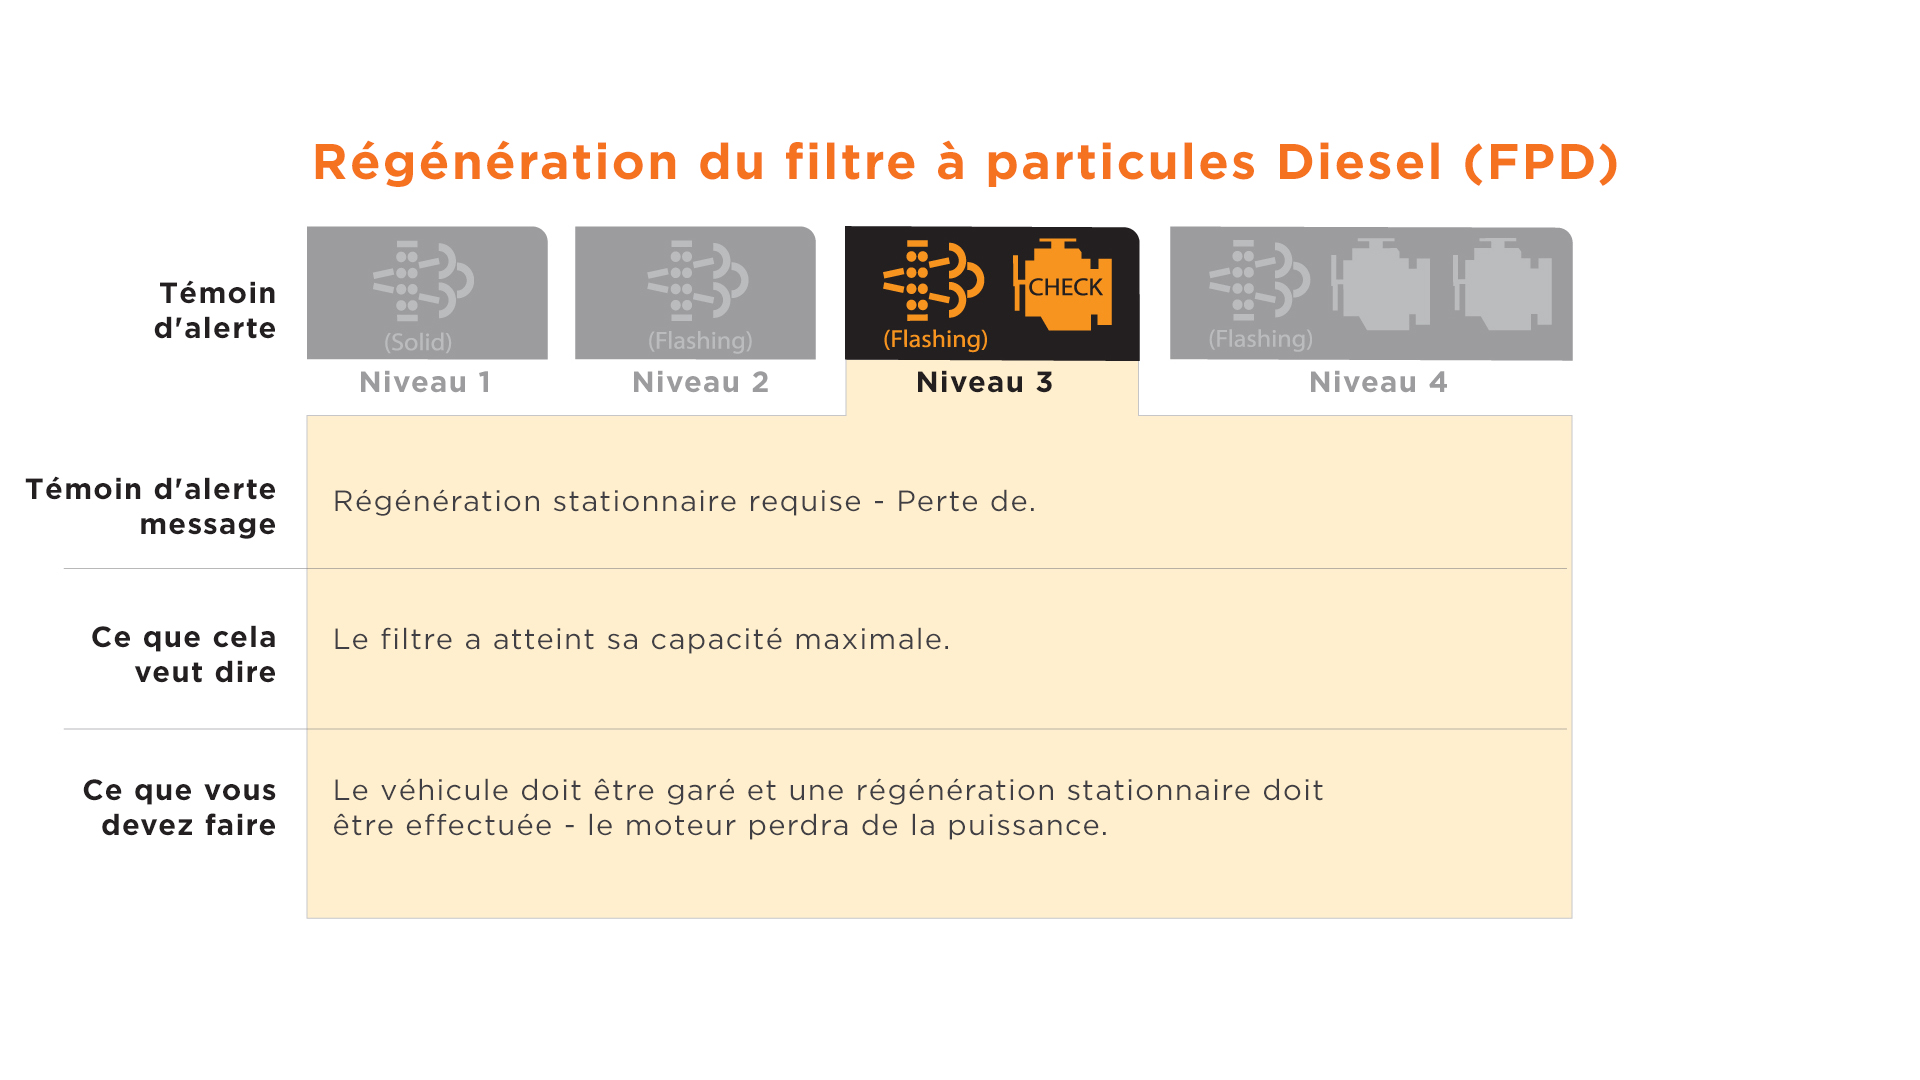 Régénération du filtre à particules Diesel (FPD)
Témoin
d'alerte
(Solid)
(Flashing)
(Flashing)
CHECK
(Flashing)
Niveau 1
Niveau 2
Niveau 3
Niveau 4
Témoin d'alerte
message
Régénération stationnaire requise - Perte de.
Ce que cela
veut dire
Le filtre a atteint sa capacité maximale.
Ce que vous
devez faire
Le véhicule doit être garé et une régénération stationnaire doit
être effectuée - le moteur perdra de la puissance.